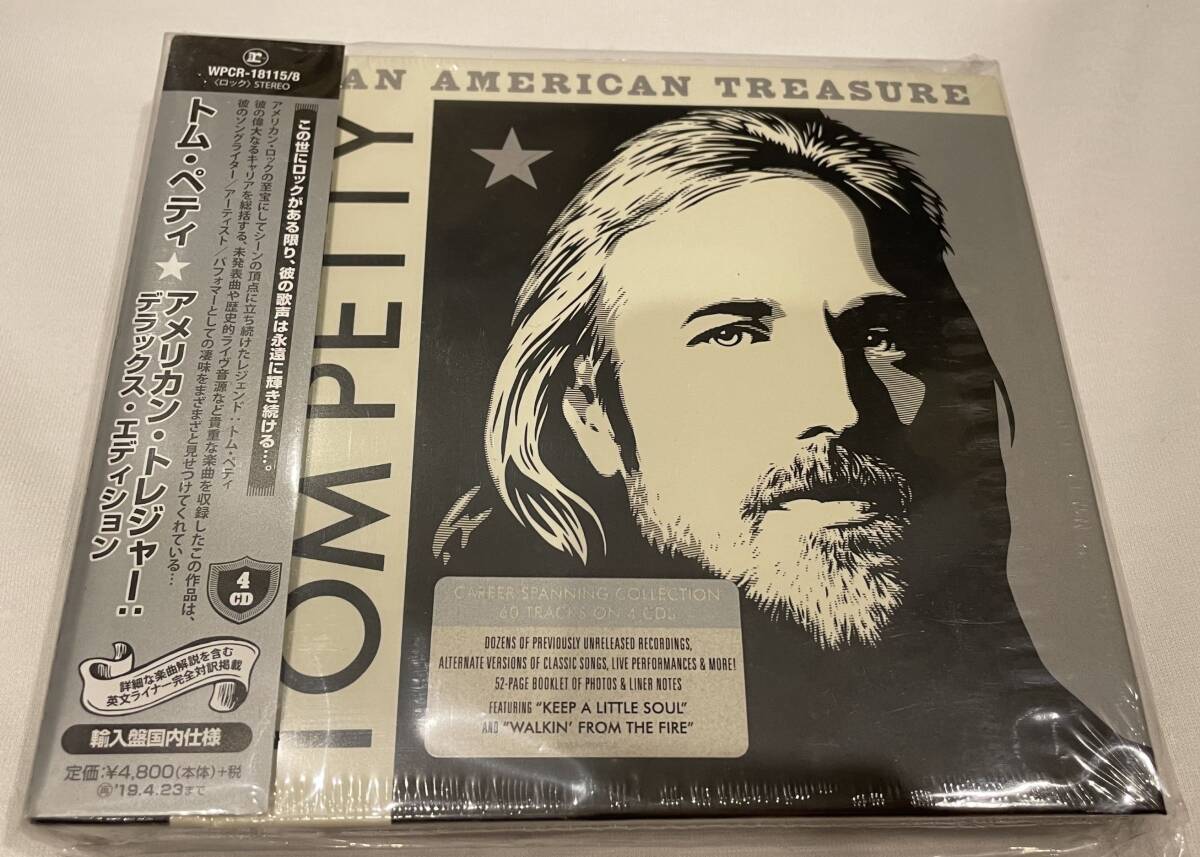 WPCR-18115/8
〈ロック〉STEREO
この世にロックがある限り、彼の歌声は永遠に輝き続ける…。
アメリカン・ロックの至宝にしてシーンの頂点に立ち続けたレジェンド:トム・ペティ
彼の偉大なるキャリアを総括する、未発表曲や歴史的ライヴ音源など貴重な楽曲を収録したこの作品は、
彼のソングライター/アーティスト/パフォーマーとしての凄味をまざまざと見せつけてくれている…
トム・ペティ★アメリカン・トレジャー:
デラックス・エディション
4
CD
詳細な楽曲解説を含む
英文ライナー完全対訳掲載
輸入盤国内仕様
定価:¥4,800(本体)+税
'19.4.23まで
AN AMERICAN TREASURE
TOM PETTY
CAREER-SPANNING COLLECTION
60 TRACKS ON 4 CDs
DOZENS OF PREVIOUSLY UNRELEASED RECORDINGS,
ALTERNATE VERSIONS OF CLASSIC SONGS, LIVE PERFORMANCES & MORE!
52-PAGE BOOKLET OF PHOTOS & LINER NOTES
FEATURING "KEEP A LITTLE SOUL"
AND "WALKIN' FROM THE FIRE"